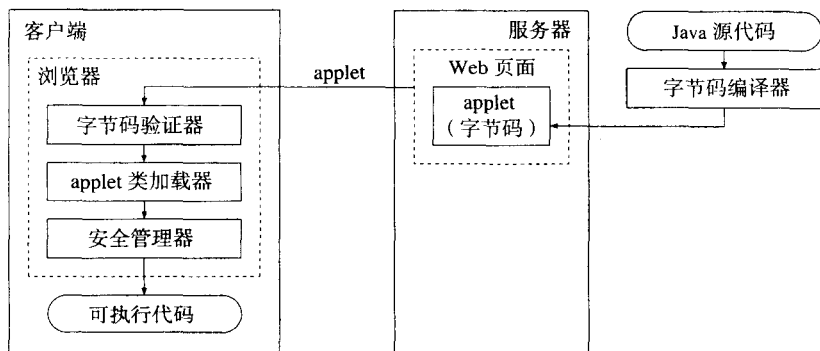 客户端
浏览器
字节码验证器
applet 类加载器
安全管理器
可执行代码
applet
服务器
Web 页面
applet
（字节码）
Java 源代码
字节码编译器